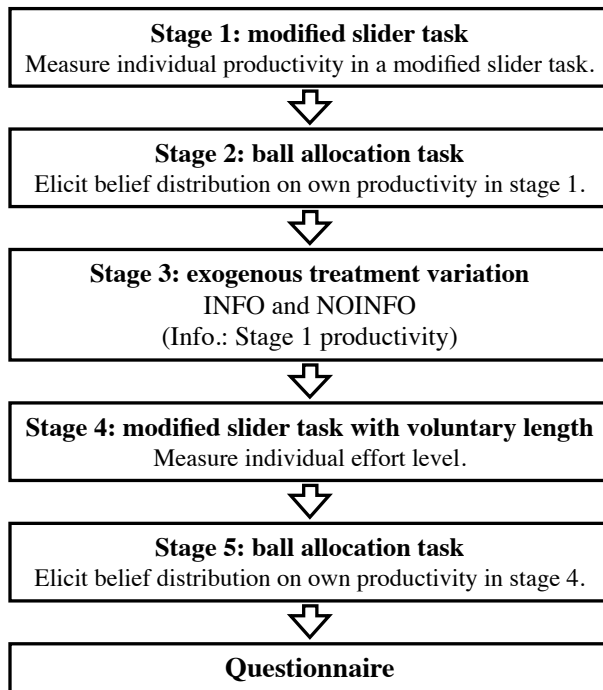 Stage 1: modified slider task
Measure individual productivity in a modified slider task.
Stage 2: ball allocation task
Elicit belief distribution on own productivity in stage 1.
Stage 3: exogenous treatment variation
INFO and NOINFO
(Info.: Stage 1 productivity)
Stage 4: modified slider task with voluntary length
Measure individual effort level.
Stage 5: ball allocation task
Elicit belief distribution on own productivity in stage 4.
Questionnaire